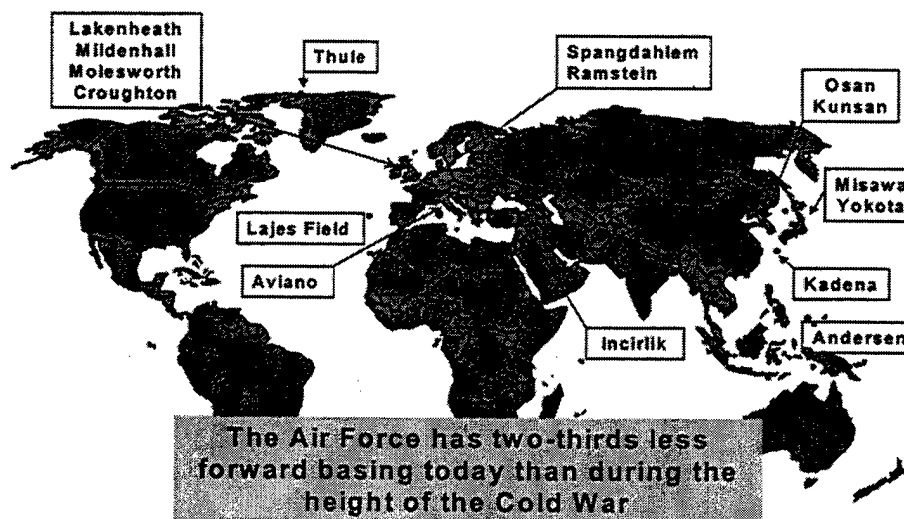 Lakenheath
Mildenhall
Molesworth
Croughton
Thule
Spangdahlem
Ramstein
Osan
Kunsan
Misawa
Yokota
Lajes Field
Aviano
Kadena
Incirlik
Andersen
The Air Force has two-thirds less
forward basing today than during the
height of the Cold War